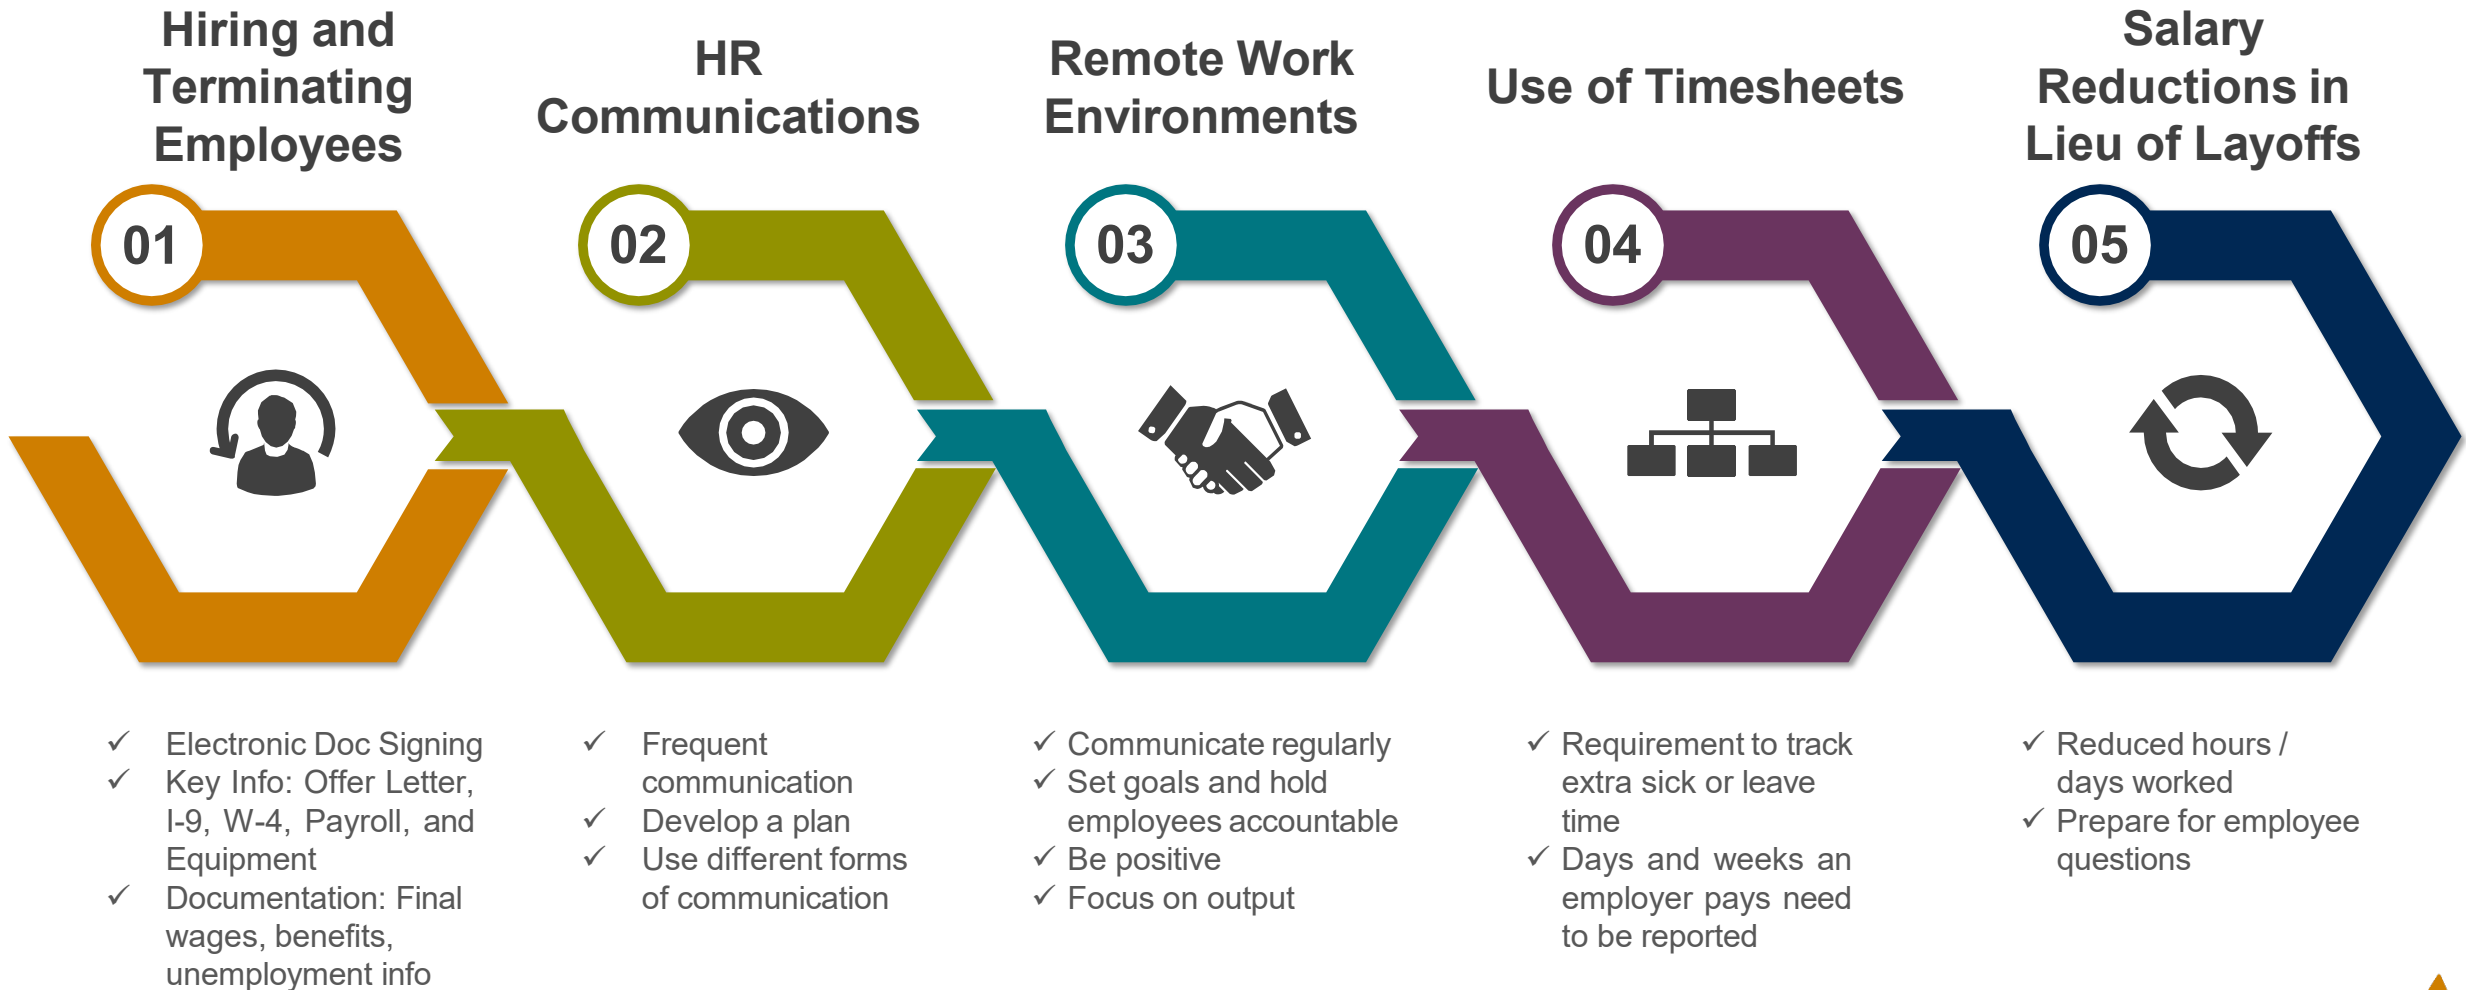 Hiring and
Terminating
Employees
HR
Communications
Remote Work
Environments
Use of Timesheets
Salary
Reductions in
Lieu of Layoffs
01
02
03
04
05
✓ Electronic Doc Signing
✓ Key Info: Offer Letter,
I-9, W-4, Payroll, and
Equipment
✓ Documentation: Final
wages, benefits,
unemployment info
✓ Frequent
communication
✓ Develop a plan
✓ Use different forms
of communication
✓ Communicate regularly
✓ Set goals and hold
employees accountable
✓ Be positive
✓ Focus on output
✓ Requirement to track
extra sick or leave
time
✓ Days and weeks an
employer pays need
to be reported
✓ Reduced hours /
days worked
✓ Prepare for employee
questions